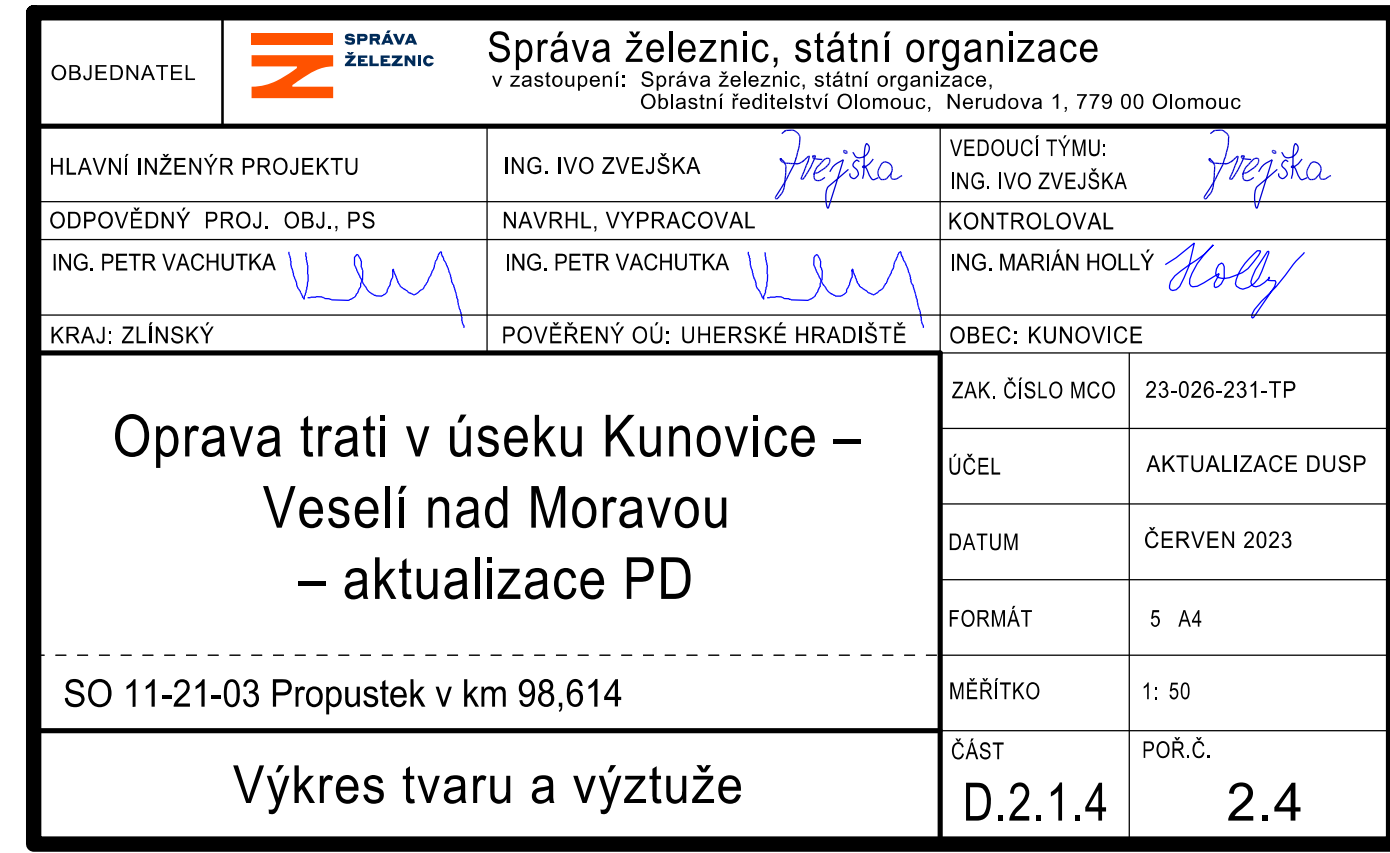 OBJEDNATEL
SPRÁVA
ŽELEZNIC
Správa železnic, státní organizace
v zastoupení: Správa železnic, státní organizace,
Oblastní ředitelství Olomouc, Nerudova 1, 779 00 Olomouc
HLAVNÍ INŽENÝR PROJEKTU
ING. IVO ZVEJŠKA
Zvejška
VEDOUCÍ TÝMU:
ING. IVO ZVEJŠKA
Zvejška
ODPOVĚDNÝ PROJ. OBJ., PS
NAVRHL, VYPRACOVAL
KONTROLOVAL
ING. PETR VACHUTKA
ING. PETR VACHUTKA
ING. MARIÁN HOLLÝ
Holly
KRAJ: ZLÍNSKÝ
POVĚŘENÝ OÚ: UHERSKÉ HRADIŠTĚ
OBEC: KUNOVICE
Oprava trati v úseku Kunovice –
Veselí nad Moravou
– aktualizace PD
SO 11-21-03 Propustek v km 98,614
Výkres tvaru a výztuže
ZAK. ČÍSLO MCO
23-026-231-TP
ÚČEL
AKTUALIZACE DUSP
DATUM
ČERVEN 2023
FORMÁT
5 A4
MĚŘÍTKO
1: 50
ČÁST
D.2.1.4
POŘ.Č.
2.4